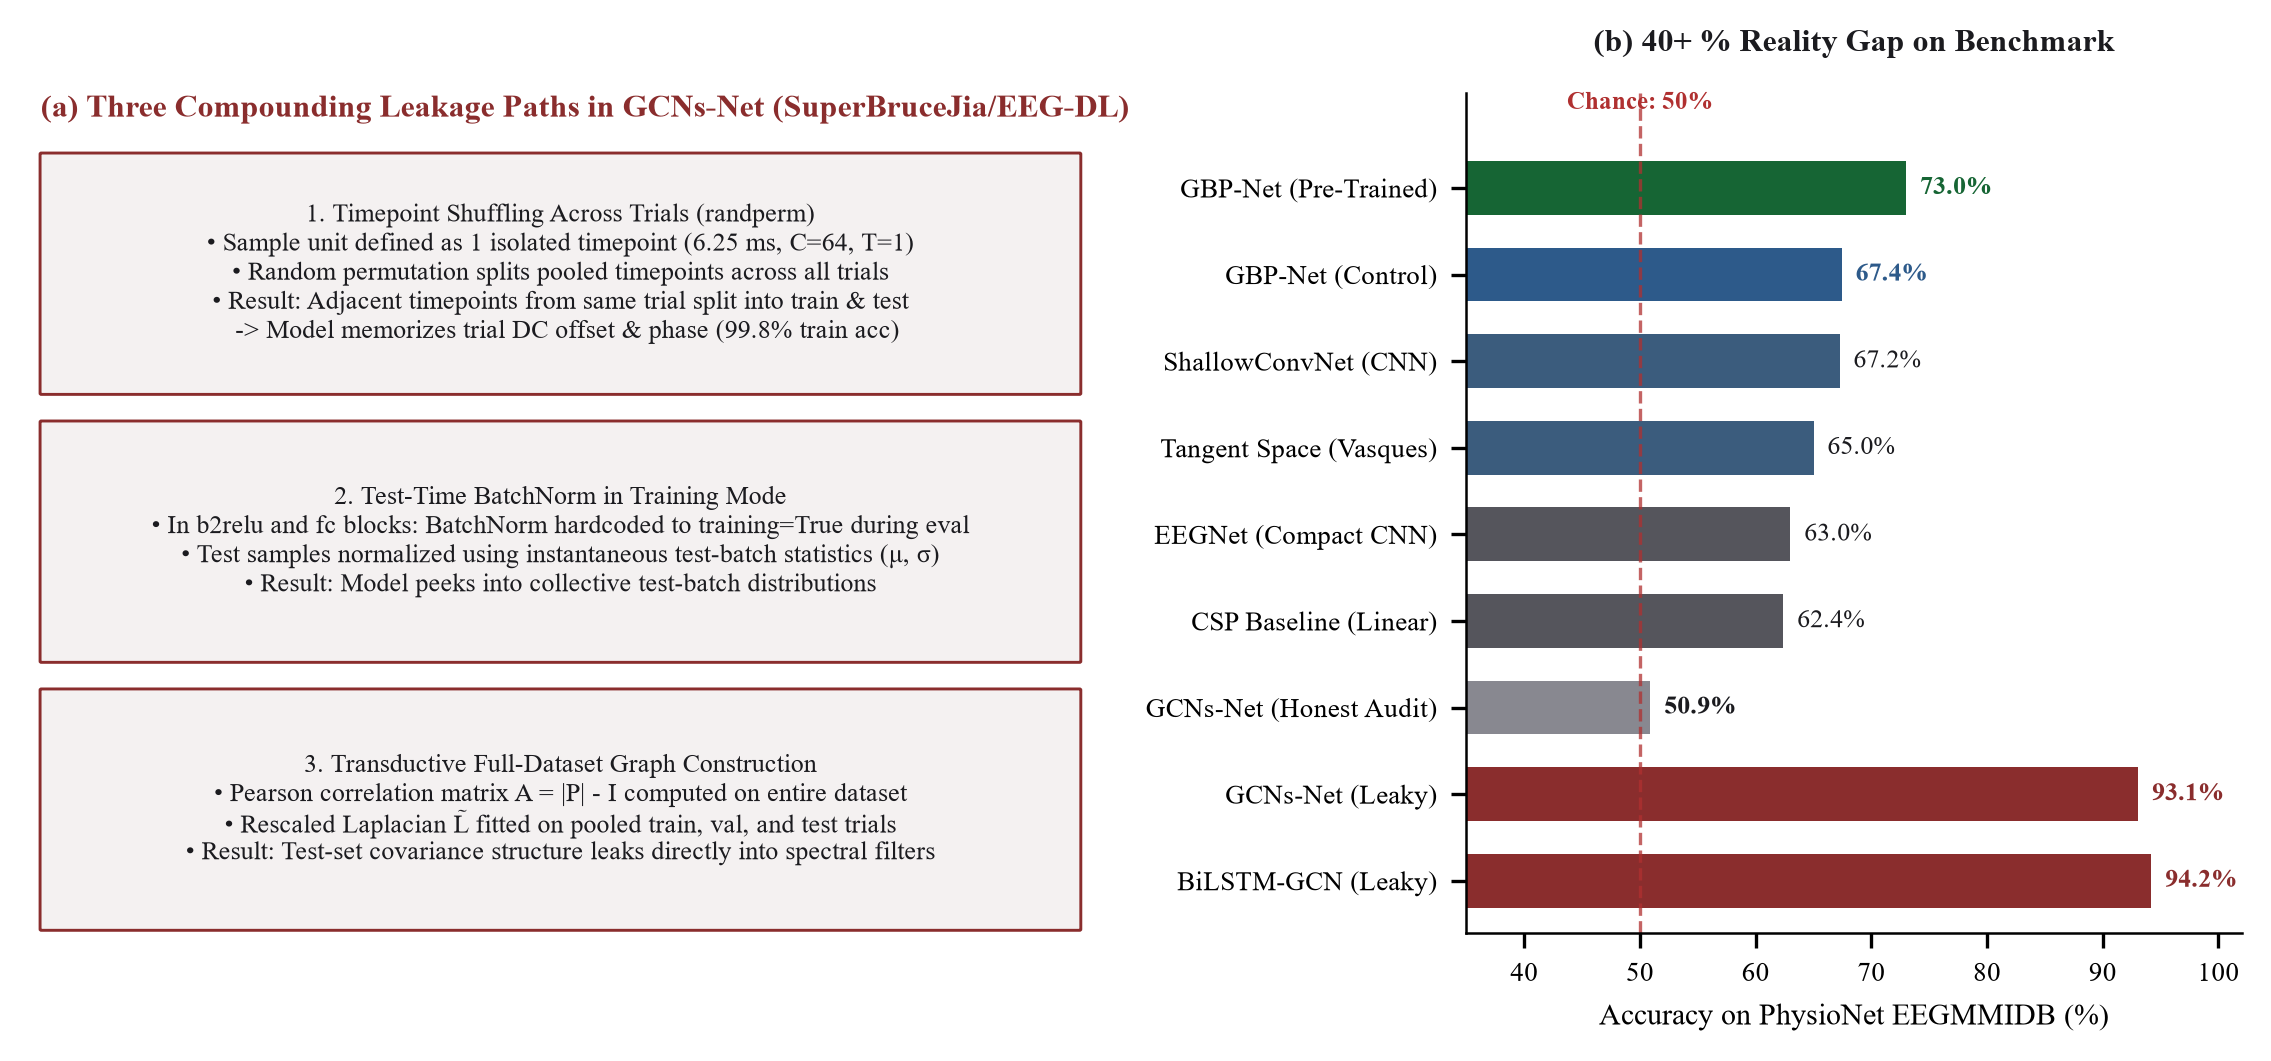 (a) Three Compounding Leakage Paths in GCNs-Net (SuperBruceJia/EEG-DL)
1. Timepoint Shuffling Across Trials (randperm)
• Sample unit defined as 1 isolated timepoint (6.25 ms, C=64, T=1)
• Random permutation splits pooled timepoints across all trials
• Result: Adjacent timepoints from same trial split into train & test
-> Model memorizes trial DC offset & phase (99.8% train acc)
2. Test-Time BatchNorm in Training Mode
• In b2relu and fc blocks: BatchNorm hardcoded to training=True during eval
• Test samples normalized using instantaneous test-batch statistics (μ, σ)
• Result: Model peeks into collective test-batch distributions
3. Transductive Full-Dataset Graph Construction
• Pearson correlation matrix A = |P| - I computed on entire dataset
• Rescaled Laplacian L̃ fitted on pooled train, val, and test trials
• Result: Test-set covariance structure leaks directly into spectral filters
(b) 40+ % Reality Gap on Benchmark
Chance: 50%
GBP-Net (Pre-Trained) 73.0%
GBP-Net (Control) 67.4%
ShallowConvNet (CNN) 67.2%
Tangent Space (Vasques) 65.0%
EEGNet (Compact CNN) 63.0%
CSP Baseline (Linear) 62.4%
GCNs-Net (Honest Audit) 50.9%
GCNs-Net (Leaky) 93.1%
BiLSTM-GCN (Leaky) 94.2%
40 50 60 70 80 90 100
Accuracy on PhysioNet EEGMMIDB (%)